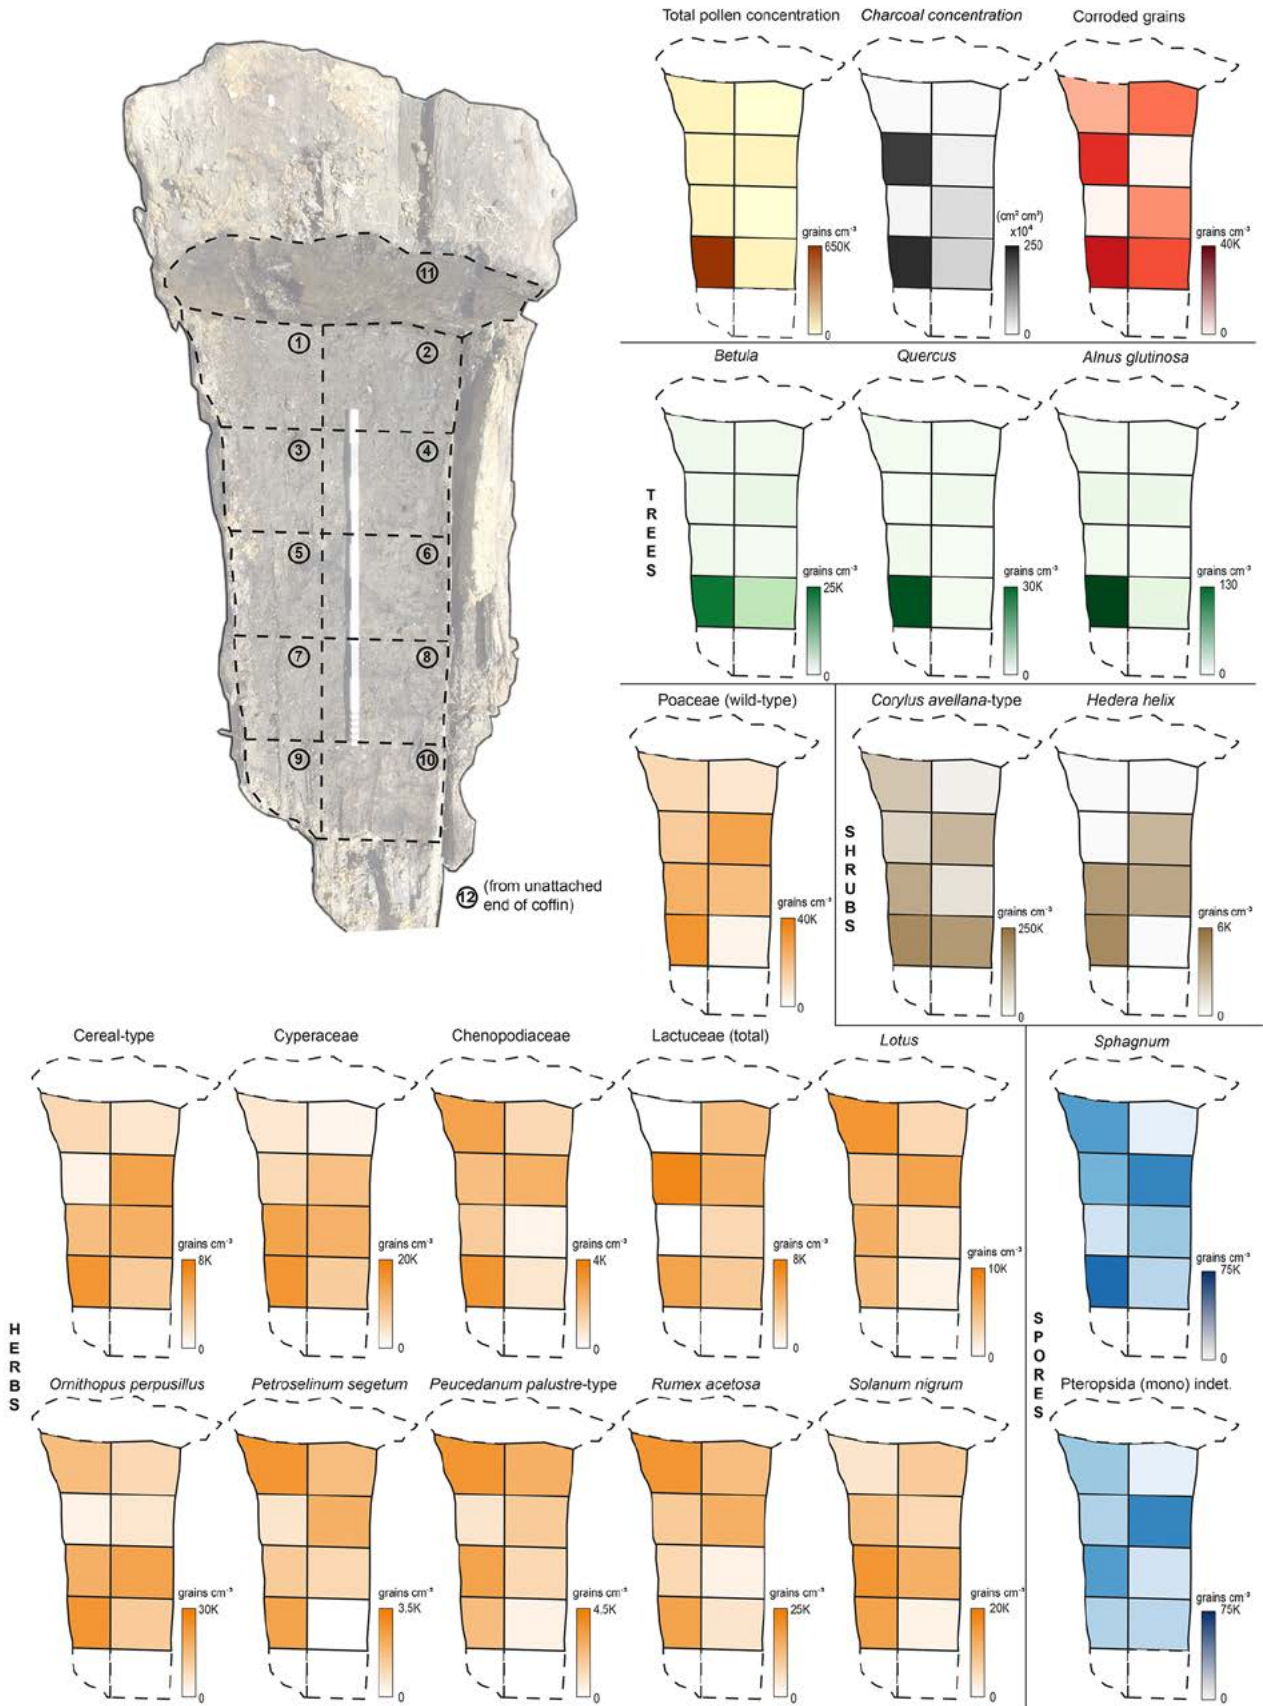 Total pollen concentration
Charcoal concentration
Corroded grains
grains cm⁻³
650K
0
(cm² cm³)
x10⁴
250
0
grains cm⁻³
40K
0
11
1
2
3
4
5
6
7
8
9
10
12 (from unattached
end of coffin)
TREES
Betula
Quercus
Alnus glutinosa
grains cm⁻³
25K
0
grains cm⁻³
30K
0
grains cm⁻³
130
0
Poaceae (wild-type)
grains cm⁻³
40K
0
SHRUBS
Corylus avellana-type
Hedera helix
grains cm⁻³
250K
0
grains cm⁻³
6K
0
HERBS
Cereal-type
Cyperaceae
Chenopodiaceae
Lactuceae (total)
Lotus
grains cm⁻³
8K
0
grains cm⁻³
20K
0
grains cm⁻³
4K
0
grains cm⁻³
8K
0
grains cm⁻³
10K
0
SPORES
Sphagnum
grains cm⁻³
75K
0
Ornithopus perpusillus
Petroselinum segetum
Peucedanum palustre-type
Rumex acetosa
Solanum nigrum
Pteropsida (mono) indet.
grains cm⁻³
30K
0
grains cm⁻³
3.5K
0
grains cm⁻³
4.5K
0
grains cm⁻³
25K
0
grains cm⁻³
20K
0
grains cm⁻³
75K
0